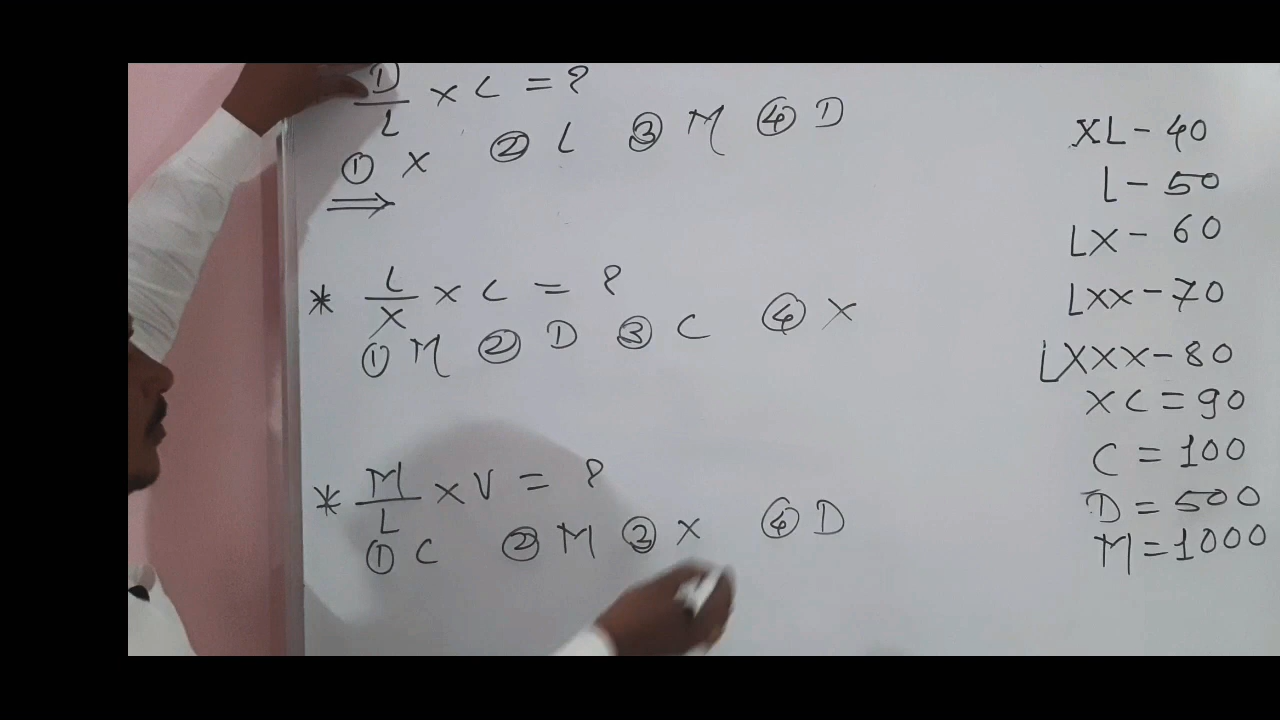 D/L × C = ?
① X ② L ③ M ④ D
⇒
* L/X × C = ?
① M ② D ③ C ④ X
* M/L × V = ?
① C ② M ③ X ④ D
XL - 40
L - 50
LX - 60
LXX - 70
LXXX - 80
XC = 90
C = 100
D = 500
M = 1000